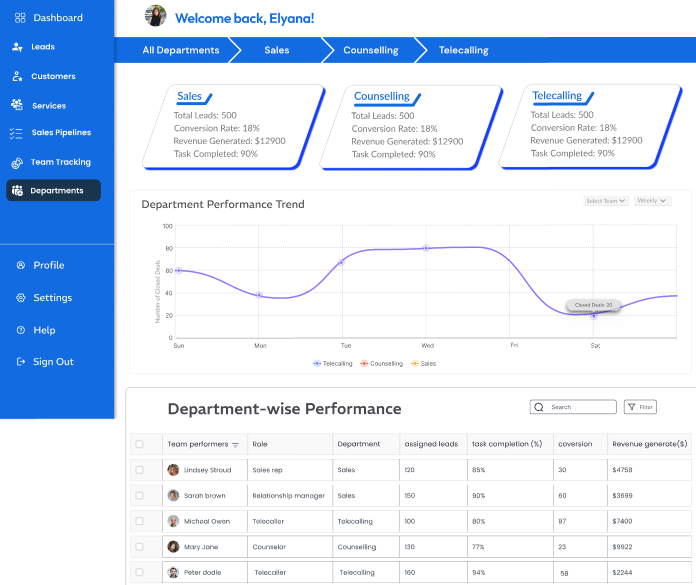 Dashboard
Leads
Customers
Services
Sales Pipelines
Team Tracking
Departments
Profile
Settings
Help
Sign Out
Welcome back, Elyana!
All Departments Sales Counselling Telecalling
Sales
Total Leads: 500
Conversion Rate: 18%
Revenue Generated: $12900
Task Completed: 90%
Counselling
Total Leads: 500
Conversion Rate: 18%
Revenue Generated: $12900
Task Completed: 90%
Telecalling
Total Leads: 500
Conversion Rate: 18%
Revenue Generated: $12900
Task Completed: 90%
Department Performance Trend
Select Team Weekly
Number of Closed Deals
100
80
60
40
20
0
Closed Deals: 20
Sun Mon Tue Wed Fri Sat
Telecalling Counselling Sales
Department-wise Performance
Search Filter
Team performers Role Department assigned leads task completion (%) coversion Revenue generate($)
Lindsey Stroud Sales rep Sales 120 85% 30 $4758
Sarah brown Relationship manager Sales 150 90% 60 $3699
Micheal Owen Telecaller Telecalling 100 80% 87 $7400
Mary Jane Counselor Counselling 130 77% 23 $9922
Peter dodle Telecaller Telecalling 160 94% 58 $2244